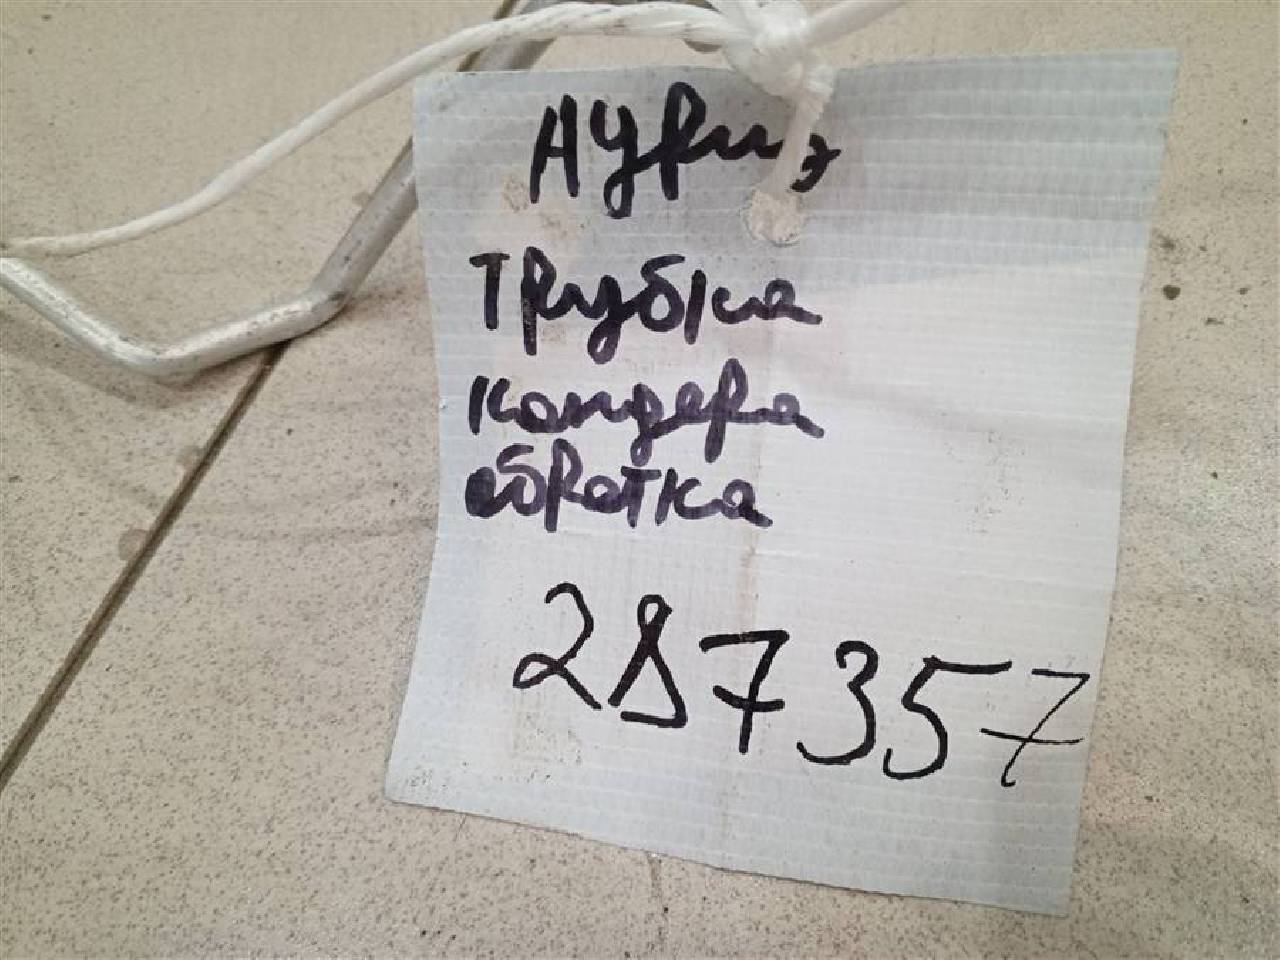 Аурис
Трубка
кондера
обратка
287357